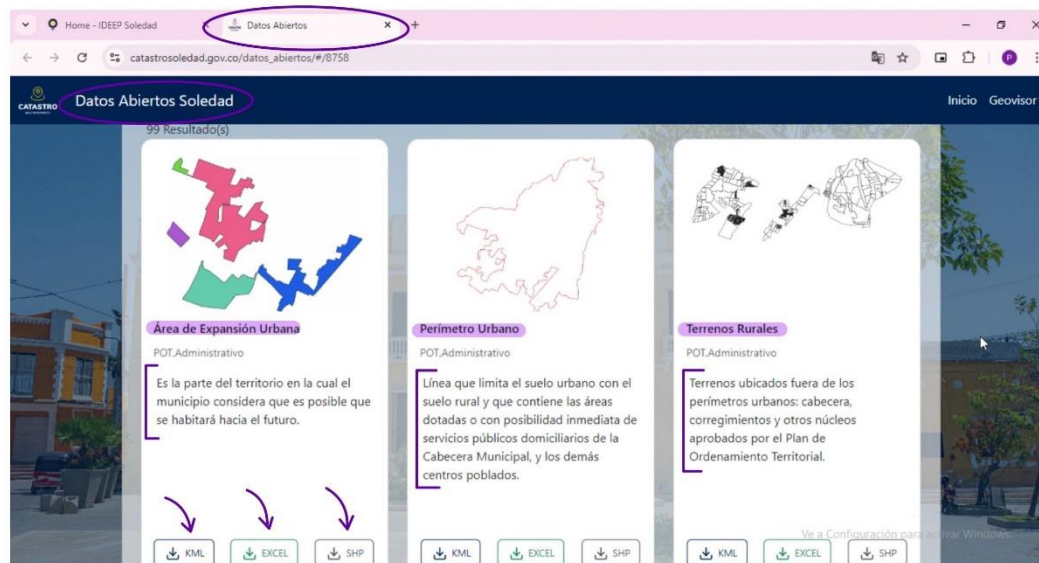 Home - IDEEP Soledad
Datos Abiertos
catastrosoledad.gov.co/datos_abiertos/#/8758
P
CATASTRO
Datos Abiertos Soledad
Inicio Geovisor
99 Resultado(s)
Área de Expansión Urbana
POT.Administrativo
Es la parte del territorio en la cual el
municipio considera que es posible que
se habitará hacia el futuro.
KML
EXCEL
SHP
Perímetro Urbano
POT.Administrativo
Línea que limita el suelo urbano con el
suelo rural y que contiene las áreas
dotadas o con posibilidad inmediata de
servicios públicos domiciliarios de la
Cabecera Municipal, y los demás
centros poblados.
KML
EXCEL
SHP
Terrenos Rurales
POT.Administrativo
Terrenos ubicados fuera de los
perímetros urbanos: cabecera,
corregimientos y otros núcleos
aprobados por el Plan de
Ordenamiento Territorial.
KML
EXCEL
SHP
Ve a Configuración para activar Windows.